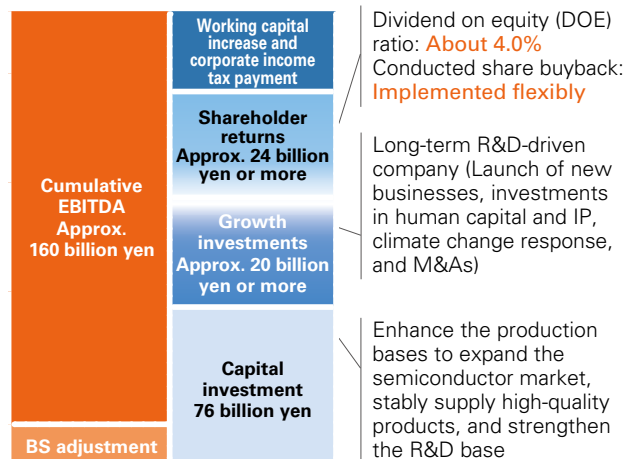 Cumulative
EBITDA
Approx.
160 billion yen
BS adjustment
Working capital
increase and
corporate income
tax payment
Shareholder
returns
Approx. 24 billion
yen or more
Growth
investments
Approx. 20 billion
yen or more
Capital
investment
76 billion yen
Dividend on equity (DOE)
ratio: About 4.0%
Conducted share buyback:
Implemented flexibly
Long-term R&D-driven
company (Launch of new
businesses, investments
in human capital and IP,
climate change response,
and M&As)
Enhance the production
bases to expand the
semiconductor market,
stably supply high-quality
products, and strengthen
the R&D base